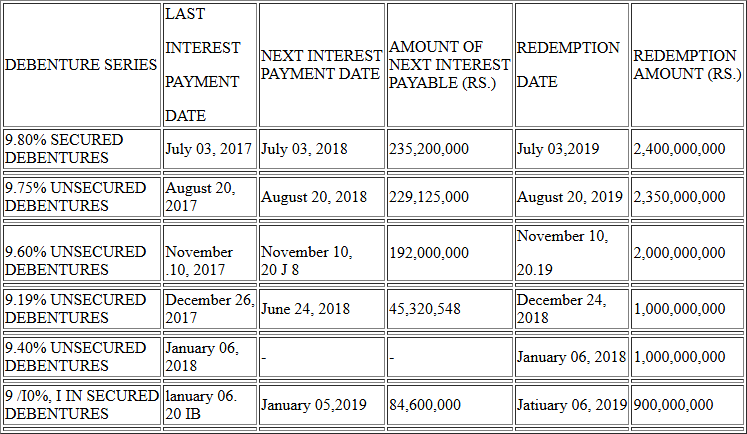 DEBENTURE SERIES
LAST
INTEREST
PAYMENT
DATE
NEXT INTEREST
PAYMENT DATE
AMOUNT OF
NEXT INTEREST
PAYABLE (RS.)
REDEMPTION
DATE
REDEMPTION
AMOUNT (RS.)
9.80% SECURED
DEBENTURES
July 03, 2017
July 03, 2018
235,200,000
July 03,2019
2,400,000,000
9.75% UNSECURED
DEBENTURES
August 20,
2017
August 20, 2018
229,125,000
August 20, 2019
2,350,000,000
9.60% UNSECURED
DEBENTURES
November
.10, 2017
November 10,
20 J 8
192,000,000
November 10,
20.19
2,000,000,000
9.19% UNSECURED
DEBENTURES
December 26,
2017
June 24, 2018
45,320,548
December 24,
2018
1,000,000,000
9.40% UNSECURED
DEBENTURES
January 06,
2018
-
-
January 06, 2018
1,000,000,000
9 /I0%, I IN SECURED
DEBENTURES
lanuary 06.
20 IB
January 05,2019
84,600,000
Jatiuary 06, 2019
900,000,000